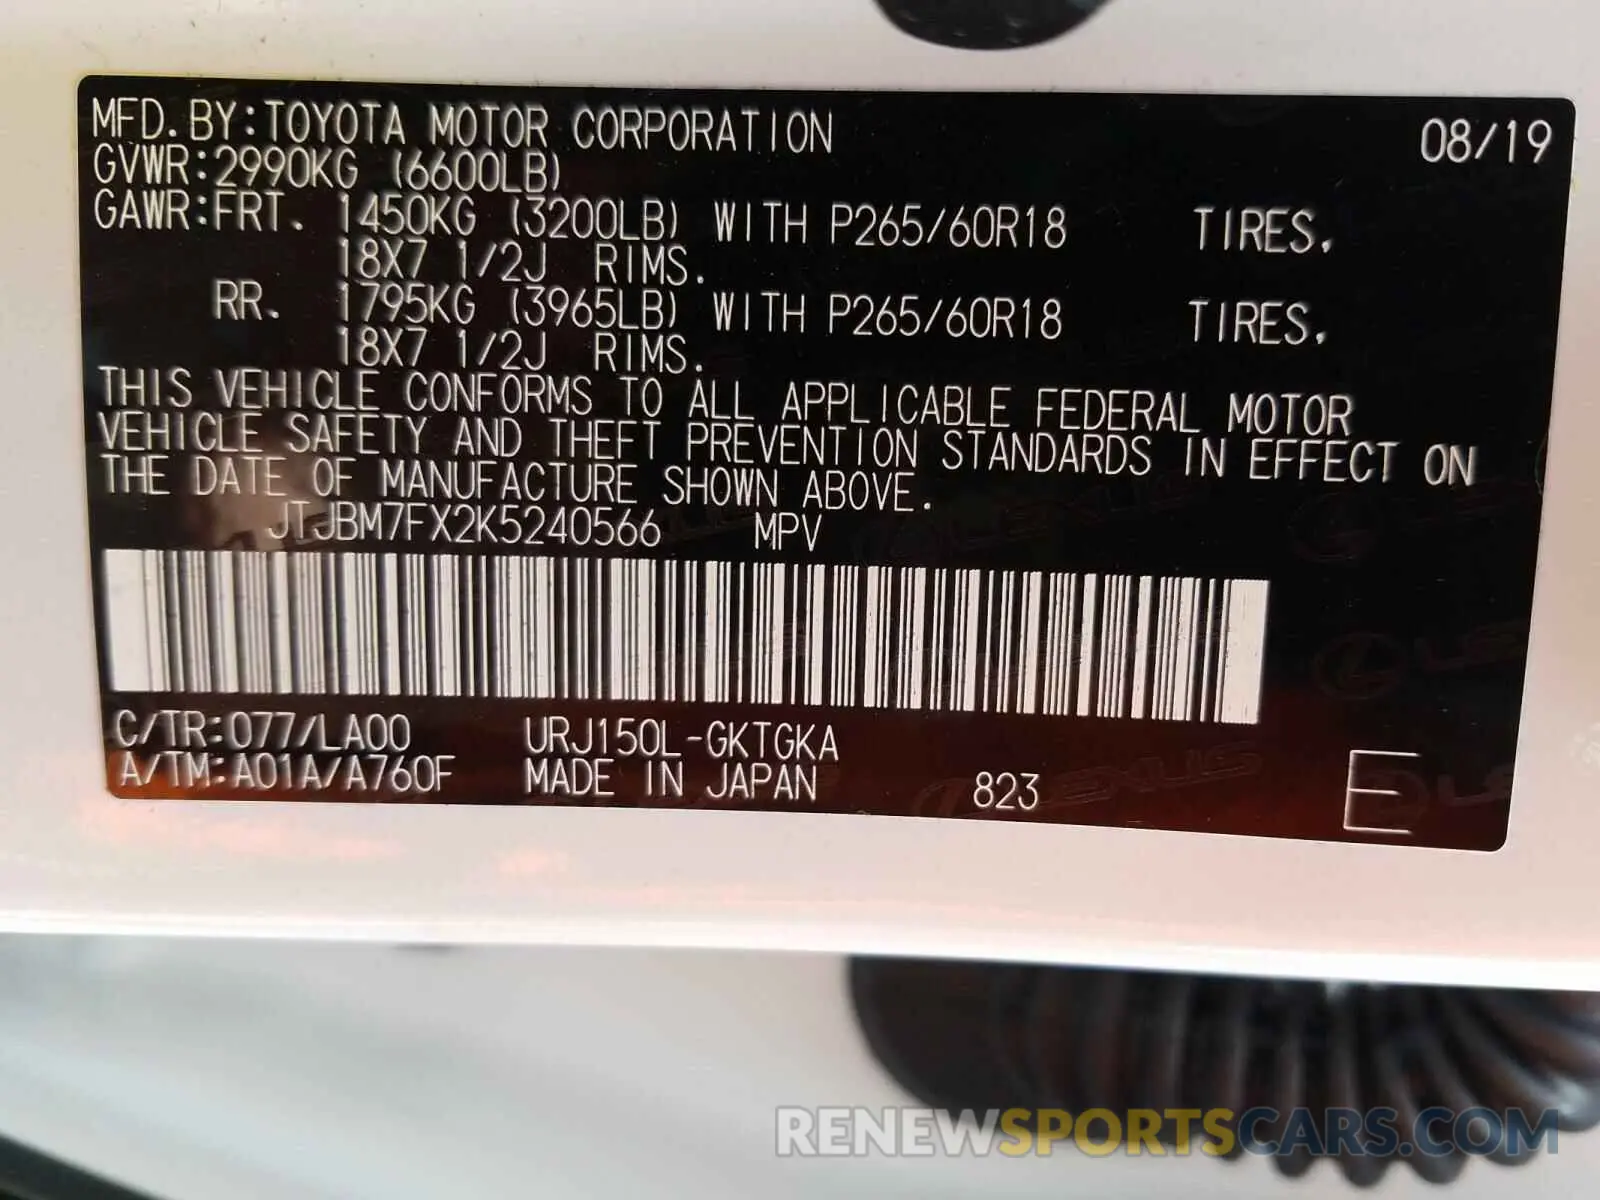 MFD. BY: TOYOTA MOTOR CORPORATION 08/19
GVWR: 2990KG (6600LB)
GAWR: FRT. 1450KG (3200LB) WITH P265/60R18 TIRES,
18X7 1/2J RIMS.
RR. 1795KG (3965LB) WITH P265/60R18 TIRES,
18X7 1/2J RIMS.
THIS VEHICLE CONFORMS TO ALL APPLICABLE FEDERAL MOTOR
VEHICLE SAFETY AND THEFT PREVENTION STANDARDS IN EFFECT ON
THE DATE OF MANUFACTURE SHOWN ABOVE.
JTJBM7FX2K5240566 MPV
C/TR: 077/LA00 URJ150L-GKTGKA
A/TM: A01A/A760F MADE IN JAPAN 823 E
LEXUS
RENEWSPORTSCARS.COM